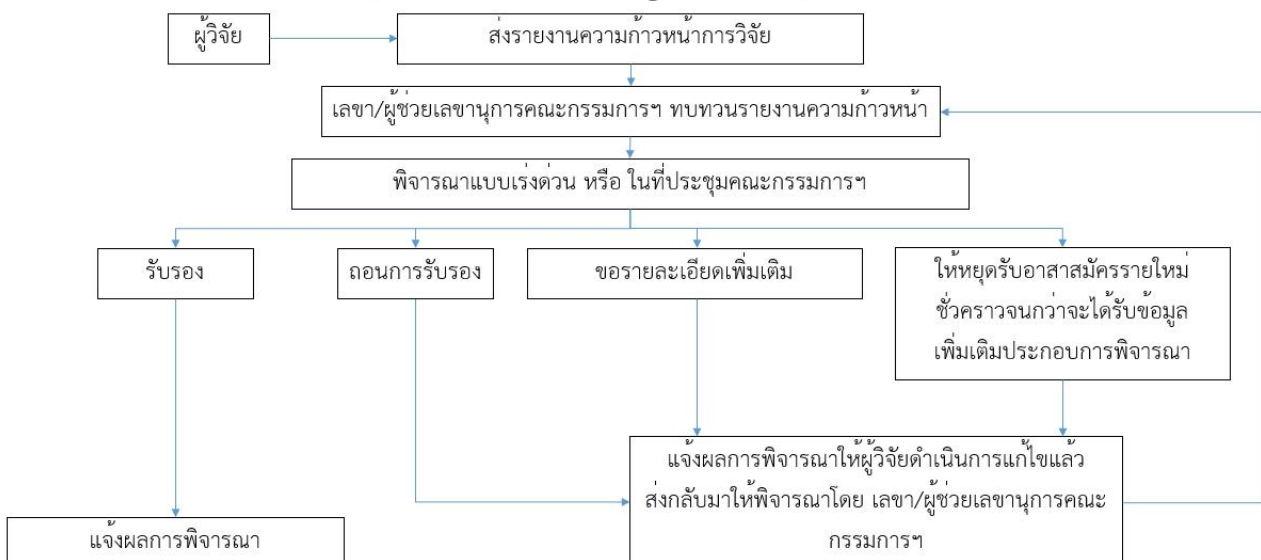 ผู้วิจัย
ส่งรายงานความก้าวหน้าการวิจัย
เลขา/ผู้ช่วยเลขานุการคณะกรรมการฯ ทบทวนรายงานความก้าวหน้า
พิจารณาแบบเร่งด่วน หรือ ในที่ประชุมคณะกรรมการฯ
รับรอง
ถอนการรับรอง
ขอรายละเอียดเพิ่มเติม
ให้หยุดรับอาสาสมัครรายใหม่
ชั่วคราวจนกว่าจะได้รับข้อมูล
เพิ่มเติมประกอบการพิจารณา
แจ้งผลการพิจารณาให้ผู้วิจัยดำเนินการแก้ไขแล้ว
ส่งกลับมาให้พิจารณาโดย เลขา/ผู้ช่วยเลขานุการคณะ
กรรมการฯ
แจ้งผลการพิจารณา